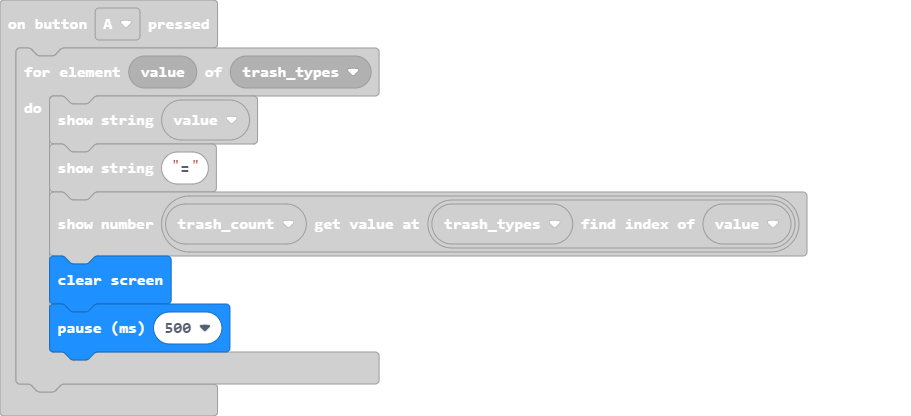 on button A pressed
for element value of trash_types
do
show string value
show string "="
show number trash_count get value at trash_types find index of value
clear screen
pause (ms) 500